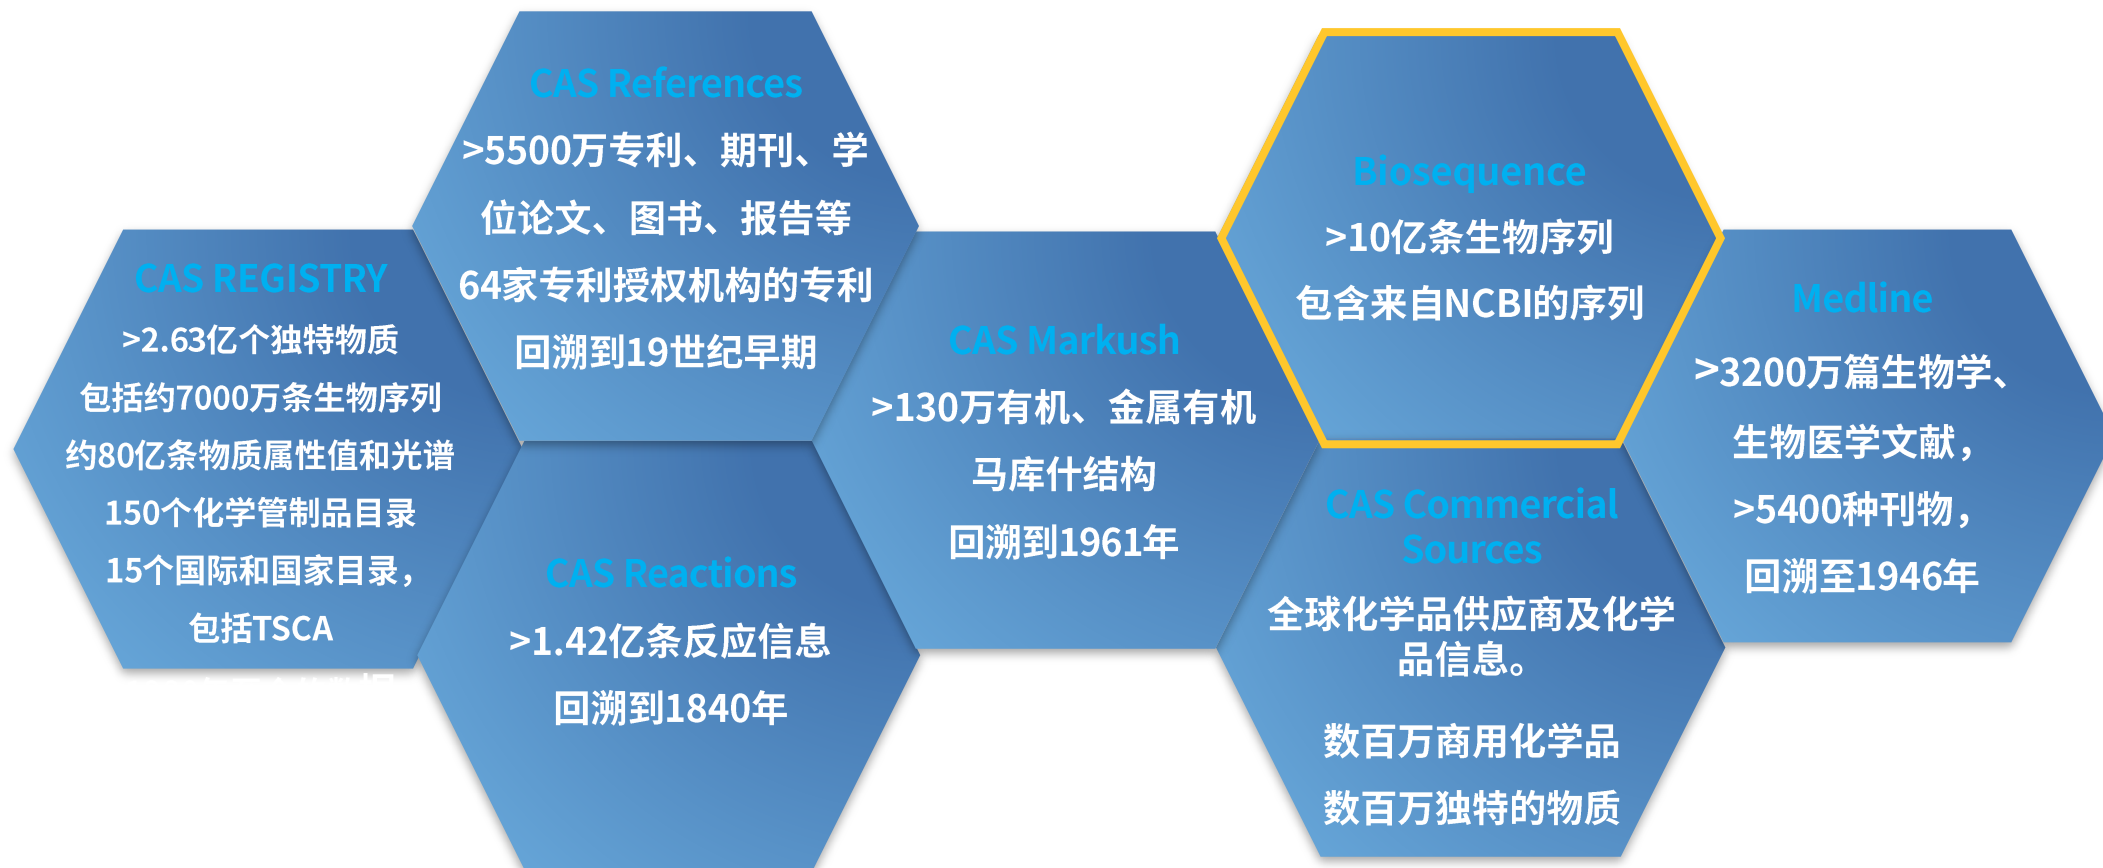 CAS REGISTRY
>2.63亿个独特物质
包括约7000万条生物序列
约80亿条物质属性值和光谱
150个化学管制品目录
15个国际和国家目录，
包括TSCA
CAS References
>5500万专利、期刊、学
位论文、图书、报告等
64家专利授权机构的专利
回溯到19世纪早期
CAS Reactions
>1.42亿条反应信息
回溯到1840年
CAS Markush
>130万有机、金属有机
马库什结构
回溯到1961年
Biosequence
>10亿条生物序列
包含来自NCBI的序列
CAS Commercial
Sources
全球化学品供应商及化学
品信息。
数百万商用化学品
数百万独特的物质
Medline
>3200万篇生物学、
生物医学文献，
>5400种刊物，
回溯至1946年